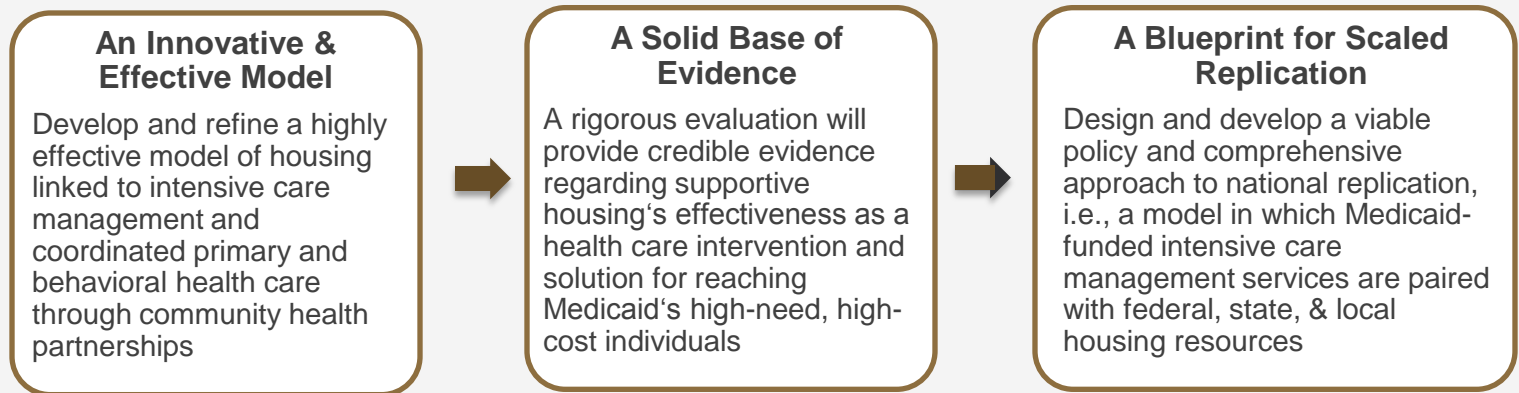 An Innovative &
Effective Model
Develop and refine a highly
effective model of housing
linked to intensive care
management and
coordinated primary and
behavioral health care
through community health
partnerships
A Solid Base of
Evidence
A rigorous evaluation will
provide credible evidence
regarding supportive
housing‘s effectiveness as a
health care intervention and
solution for reaching
Medicaid‘s high-need, high-
cost individuals
A Blueprint for Scaled
Replication
Design and develop a viable
policy and comprehensive
approach to national replication,
i.e., a model in which Medicaid-
funded intensive care
management services are paired
with federal, state, & local
housing resources